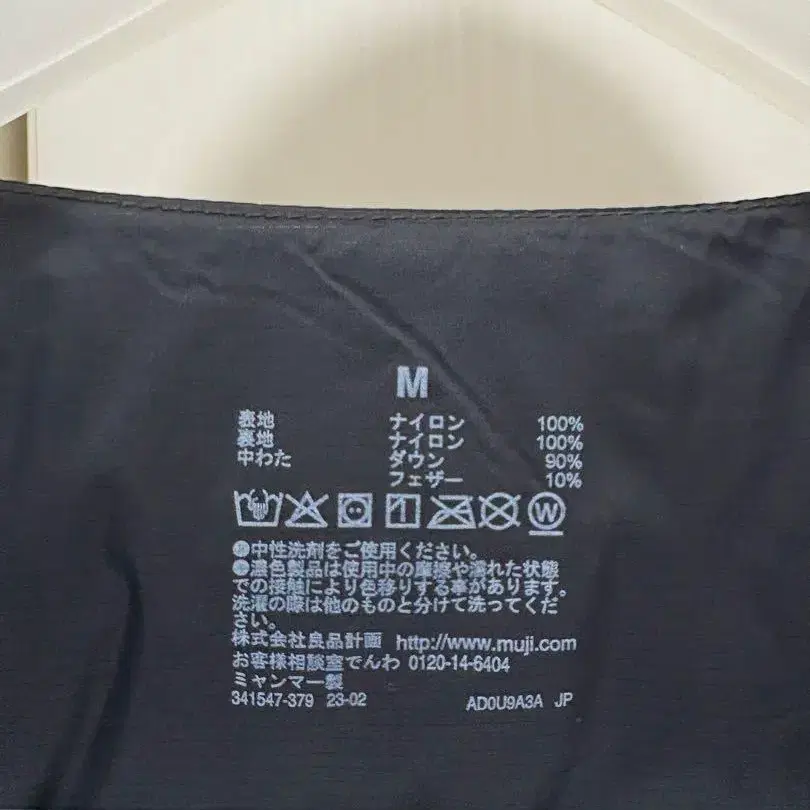 M
表地 ナイロン 100%
裏地 ナイロン 100%
中わた ダウン 90%
フェザー 10%
W
●中性洗剤をご使用ください。
●濃色製品は使用中の摩擦や濡れた状態
での接触により色移りする事があります。
洗濯の際は他のものと分けて洗ってくだ
さい。
株式会社良品計画 http://www.muji.com
お客様相談室でんわ 0120-14-6404
ミャンマー製
341547-379 23-02 AD0U9A3A JP